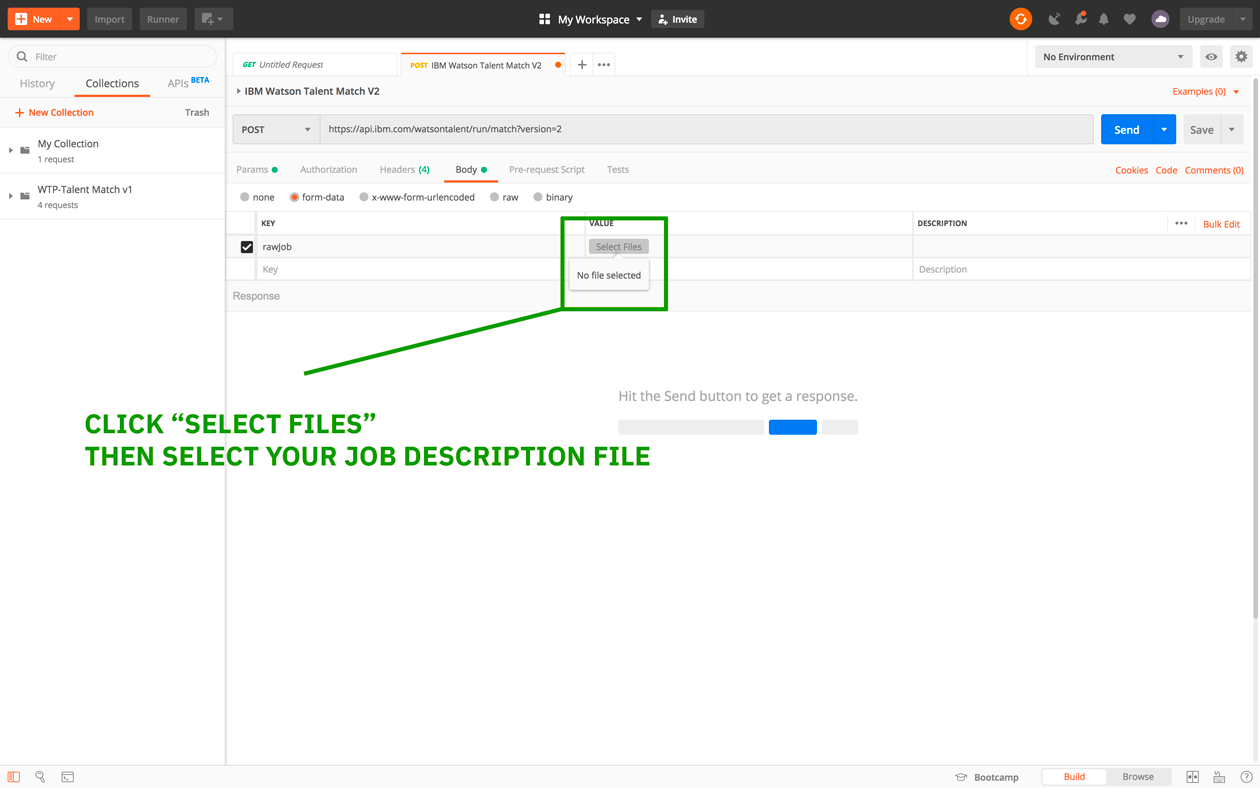 New
Import
Runner
My Workspace
Invite
Upgrade
Filter
History
Collections
APIs BETA
+ New Collection
Trash
My Collection
1 request
WTP-Talent Match v1
4 requests
GET Untitled Request
POST IBM Watson Talent Match V2
No Environment
IBM Watson Talent Match V2
Examples (0)
POST
https://api.ibm.com/watsontalent/run/match?version=2
Send
Save
Params
Authorization
Headers (4)
Body
Pre-request Script
Tests
Cookies
Code
Comments (0)
none
form-data
x-www-form-urlencoded
raw
binary
KEY
VALUE
DESCRIPTION
Bulk Edit
rawJob
Select Files
Key
No file selected
Description
Response
Hit the Send button to get a response.
CLICK “SELECT FILES”
THEN SELECT YOUR JOB DESCRIPTION FILE
Bootcamp
Build
Browse